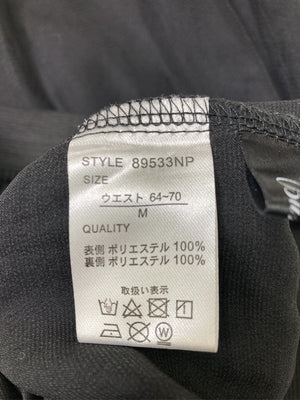 STYLE 89533NP
SIZE
ウエスト 64~70
M
QUALITY
表側 ポリエステル 100%
裏側 ポリエステル 100%
取扱い表示